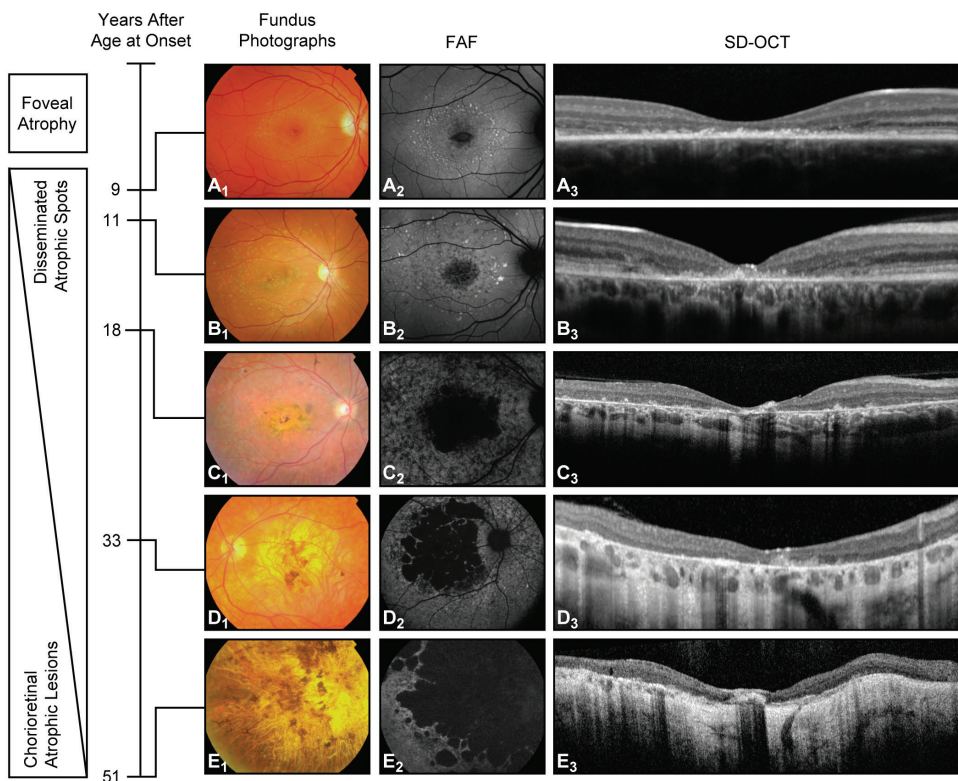 Years After
Age at Onset
Fundus
Photographs
FAF
SD-OCT
Foveal
Atrophy
Disseminated
Atrophic Spots
Chorioretinal
Atrophic Lesions
9
11
18
33
51
A1
A2
A3
B1
B2
B3
C1
C2
C3
D1
D2
D3
E1
E2
E3